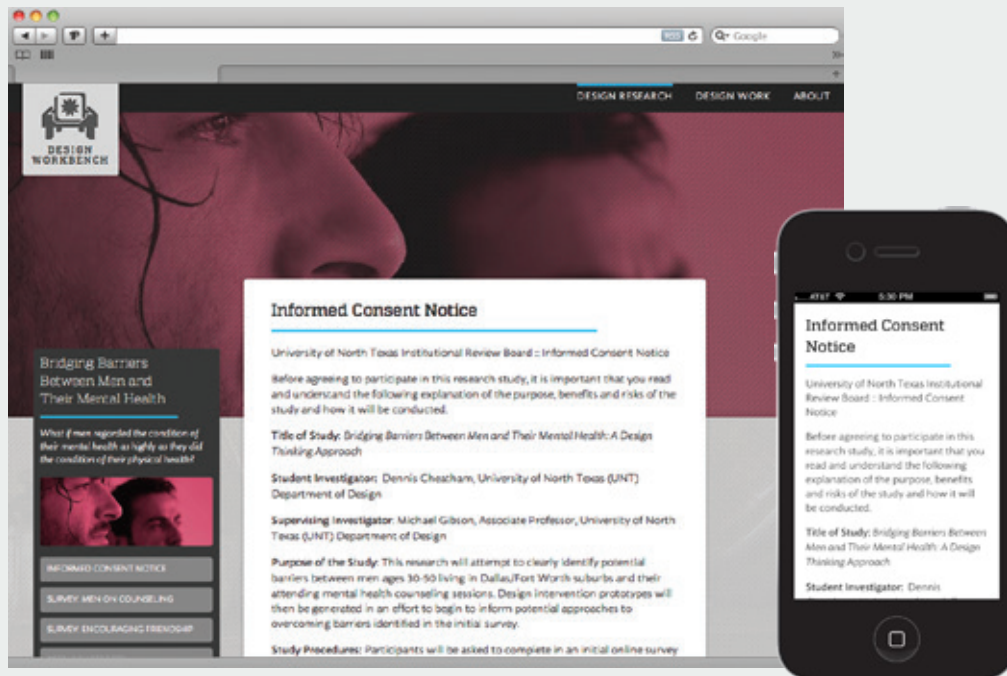 RSS
Google
DESIGN RESEARCH DESIGN WORK ABOUT
DESIGN
WORKBENCH
Informed Consent Notice
University of North Texas Institutional Review Board :: Informed Consent Notice
Before agreeing to participate in this research study, it is important that you read
and understand the following explanation of the purpose, benefits and risks of the
study and how it will be conducted.
Title of Study: Bridging Barriers Between Men and Their Mental Health: A Design
Thinking Approach
Student Investigator: Dennis Cheatham, University of North Texas (UNT)
Department of Design
Supervising Investigator: Michael Gibson, Associate Professor, University of North
Texas (UNT) Department of Design
Purpose of the Study: This research will attempt to clearly identify potential
barriers between men ages 30-50 living in Dallas/Fort Worth suburbs and their
attending mental health counseling sessions. Design intervention prototypes will
then be generated in an effort to begin to inform potential approaches to
overcoming barriers identified in the initial survey.
Study Procedures: Participants will be asked to complete in an initial online survey
Bridging Barriers
Between Men and
Their Mental Health
What if men regarded the condition of
their mental health as highly as they did
the condition of their physical health?
INFORMED CONSENT NOTICE
SURVEY: MEN ON COUNSELING
SURVEY: ENCOURAGING FRIENDSHIP
AT&T 5:30 PM
Informed Consent
Notice
University of North Texas Institutional
Review Board :: Informed Consent
Notice
Before agreeing to participate in this
research study, it is important that you
read and understand the following
explanation of the purpose, benefits
and risks of the study and how it will
be conducted.
Title of Study: Bridging Barriers Between
Men and Their Mental Health: A Design
Thinking Approach
Student Investigator: Dennis